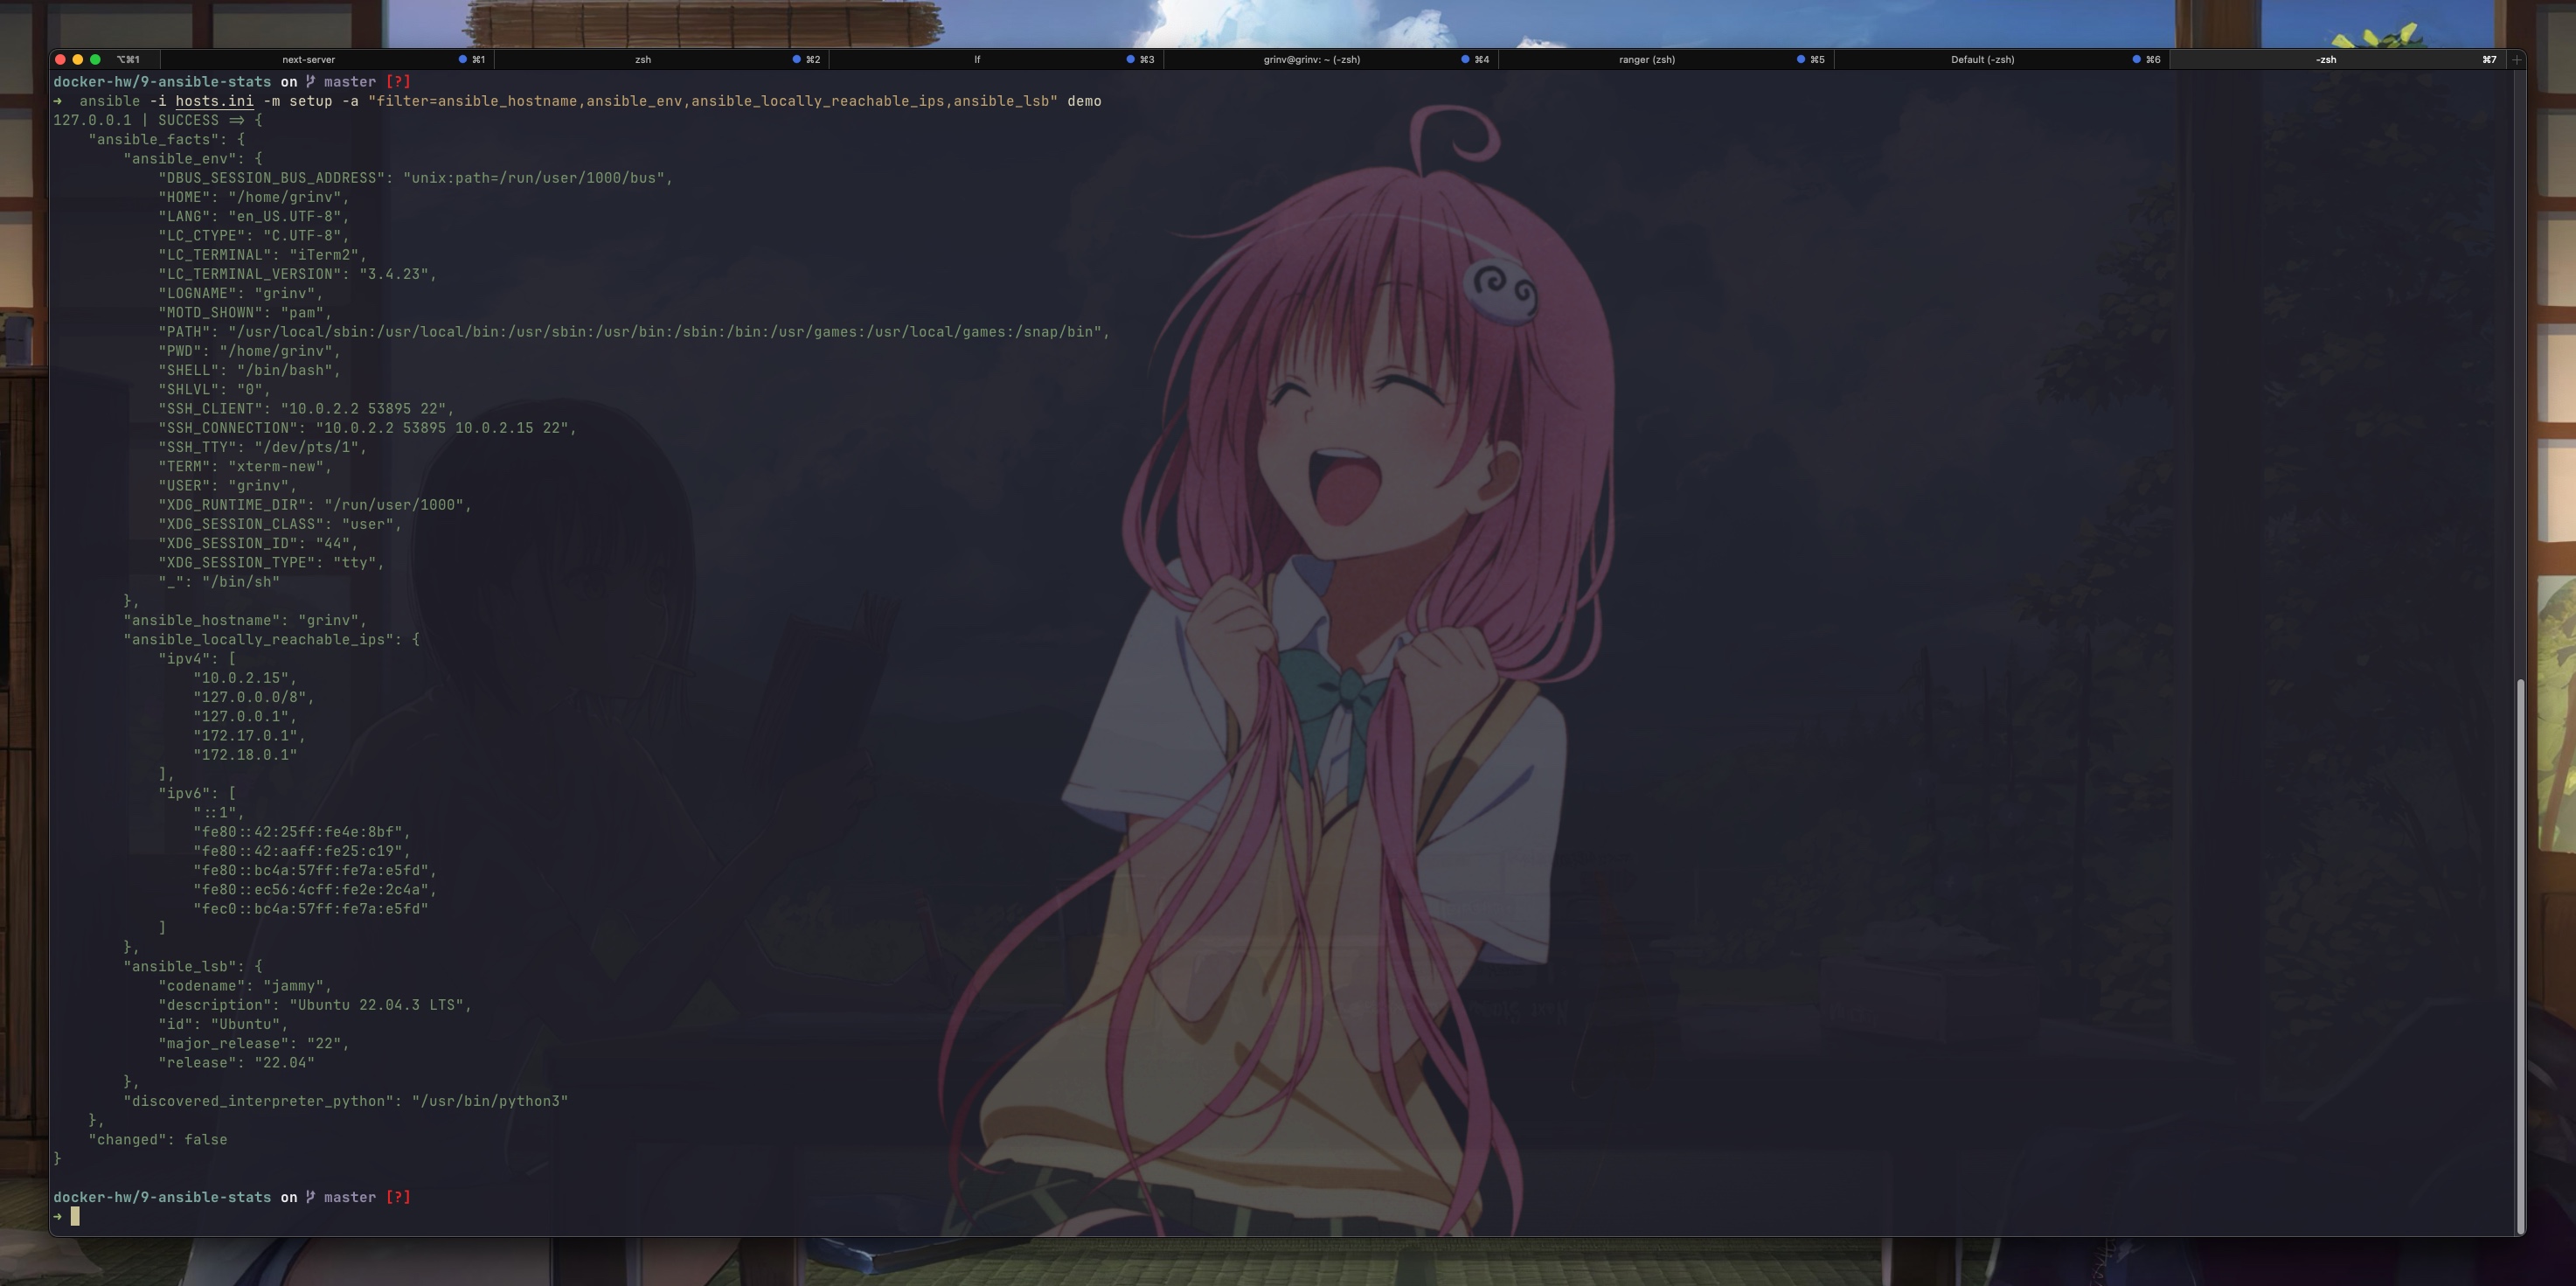 ⌥⌘1 next-server ⌘1 zsh ⌘2 lf ⌘3 grinv@grinv: ~ (-zsh) ⌘4 ranger (zsh) ⌘5 Default (-zsh) ⌘6 -zsh ⌘7 +
docker-hw/9-ansible-stats on master [?]
➜ ansible -i hosts.ini -m setup -a "filter=ansible_hostname,ansible_env,ansible_locally_reachable_ips,ansible_lsb" demo
127.0.0.1 | SUCCESS => {
    "ansible_facts": {
        "ansible_env": {
            "DBUS_SESSION_BUS_ADDRESS": "unix:path=/run/user/1000/bus",
            "HOME": "/home/grinv",
            "LANG": "en_US.UTF-8",
            "LC_CTYPE": "C.UTF-8",
            "LC_TERMINAL": "iTerm2",
            "LC_TERMINAL_VERSION": "3.4.23",
            "LOGNAME": "grinv",
            "MOTD_SHOWN": "pam",
            "PATH": "/usr/local/sbin:/usr/local/bin:/usr/sbin:/usr/bin:/sbin:/bin:/usr/games:/usr/local/games:/snap/bin",
            "PWD": "/home/grinv",
            "SHELL": "/bin/bash",
            "SHLVL": "0",
            "SSH_CLIENT": "10.0.2.2 53895 22",
            "SSH_CONNECTION": "10.0.2.2 53895 10.0.2.15 22",
            "SSH_TTY": "/dev/pts/1",
            "TERM": "xterm-new",
            "USER": "grinv",
            "XDG_RUNTIME_DIR": "/run/user/1000",
            "XDG_SESSION_CLASS": "user",
            "XDG_SESSION_ID": "44",
            "XDG_SESSION_TYPE": "tty",
            "_": "/bin/sh"
        },
        "ansible_hostname": "grinv",
        "ansible_locally_reachable_ips": {
            "ipv4": [
                "10.0.2.15",
                "127.0.0.0/8",
                "127.0.0.1",
                "172.17.0.1",
                "172.18.0.1"
            ],
            "ipv6": [
                "::1",
                "fe80::42:25ff:fe4e:8bf",
                "fe80::42:aaff:fe25:c19",
                "fe80::bc4a:57ff:fe7a:e5fd",
                "fe80::ec56:4cff:fe2e:2c4a",
                "fec0::bc4a:57ff:fe7a:e5fd"
            ]
        },
        "ansible_lsb": {
            "codename": "jammy",
            "description": "Ubuntu 22.04.3 LTS",
            "id": "Ubuntu",
            "major_release": "22",
            "release": "22.04"
        },
        "discovered_interpreter_python": "/usr/bin/python3"
    },
    "changed": false
}
docker-hw/9-ansible-stats on master [?]
➜